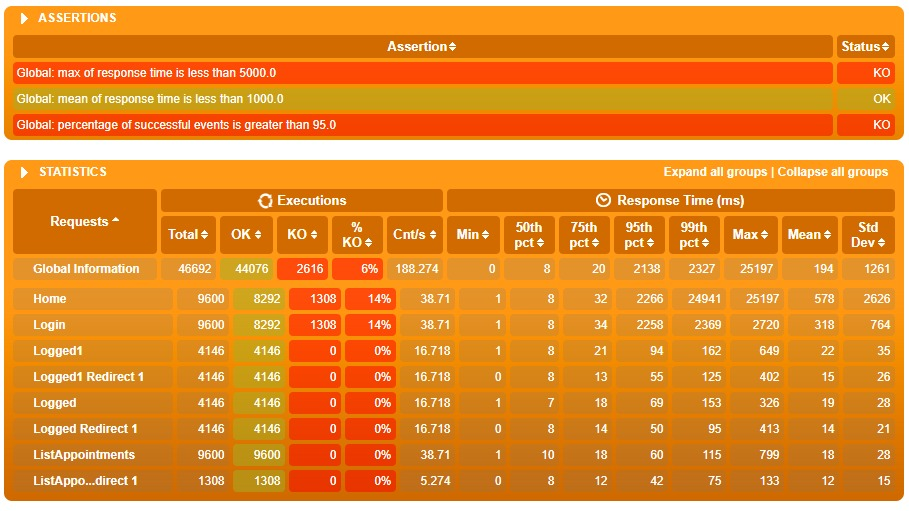 ASSERTIONS
Assertion Status
Global: max of response time is less than 5000.0 KO
Global: mean of response time is less than 1000.0 OK
Global: percentage of successful events is greater than 95.0 KO
STATISTICS Expand all groups | Collapse all groups
Requests Executions Response Time (ms)
Total OK KO % KO Cnt/s Min 50th pct 75th pct 95th pct 99th pct Max Mean Std Dev
Global Information 46692 44076 2616 6% 188.274 0 8 20 2138 2327 25197 194 1261
Home 9600 8292 1308 14% 38.71 1 8 32 2266 24941 25197 578 2626
Login 9600 8292 1308 14% 38.71 1 8 34 2258 2369 2720 318 764
Logged1 4146 4146 0 0% 16.718 1 8 21 94 162 649 22 35
Logged1 Redirect 1 4146 4146 0 0% 16.718 0 8 13 55 125 402 15 26
Logged 4146 4146 0 0% 16.718 1 7 18 69 153 326 19 28
Logged Redirect 1 4146 4146 0 0% 16.718 0 8 14 50 95 413 14 21
ListAppointments 9600 9600 0 0% 38.71 1 10 18 60 115 799 18 28
ListAppo...direct 1 1308 1308 0 0% 5.274 0 8 12 42 75 133 12 15